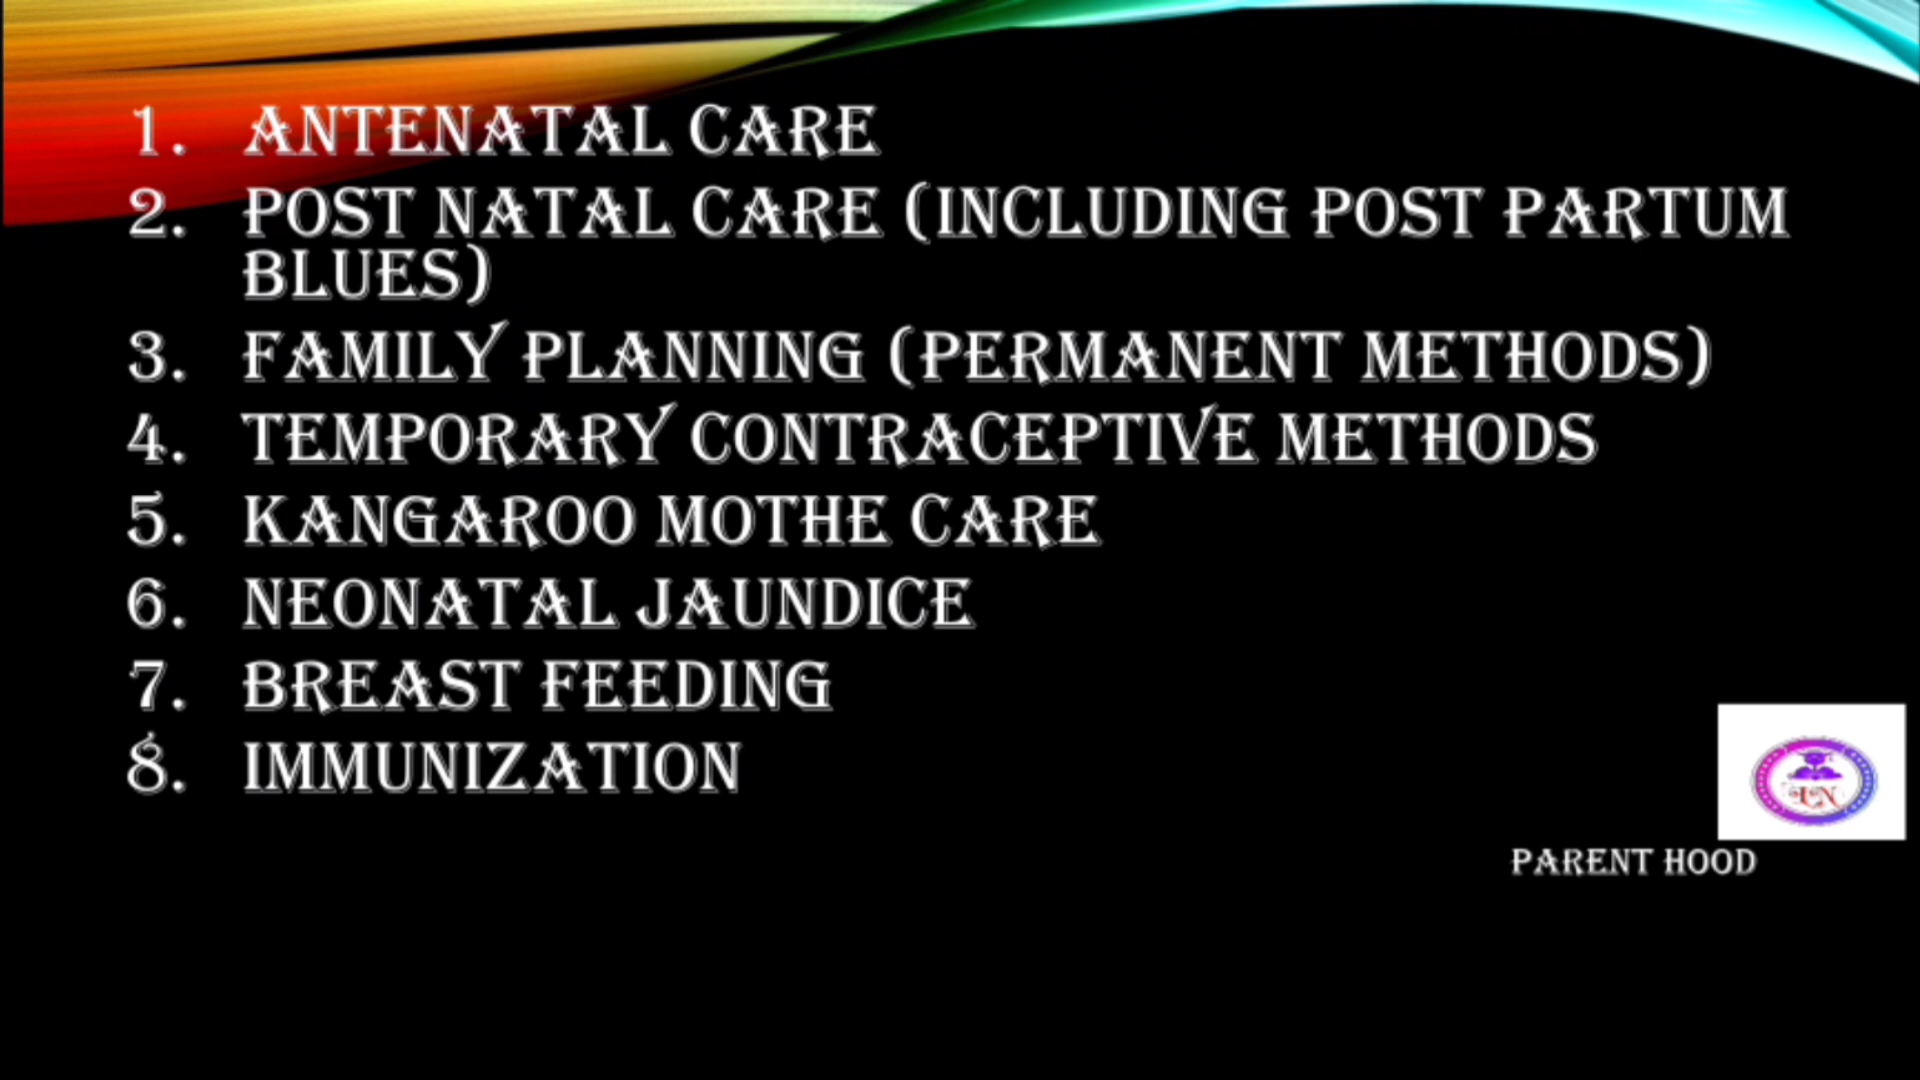 1. ANTENATAL CARE
2. POST NATAL CARE (INCLUDING POST PARTUM
BLUES)
3. FAMILY PLANNING (PERMANENT METHODS)
4. TEMPORARY CONTRACEPTIVE METHODS
5. KANGAROO MOTHE CARE
6. NEONATAL JAUNDICE
7. BREAST FEEDING
8. IMMUNIZATION
LN
PARENT HOOD